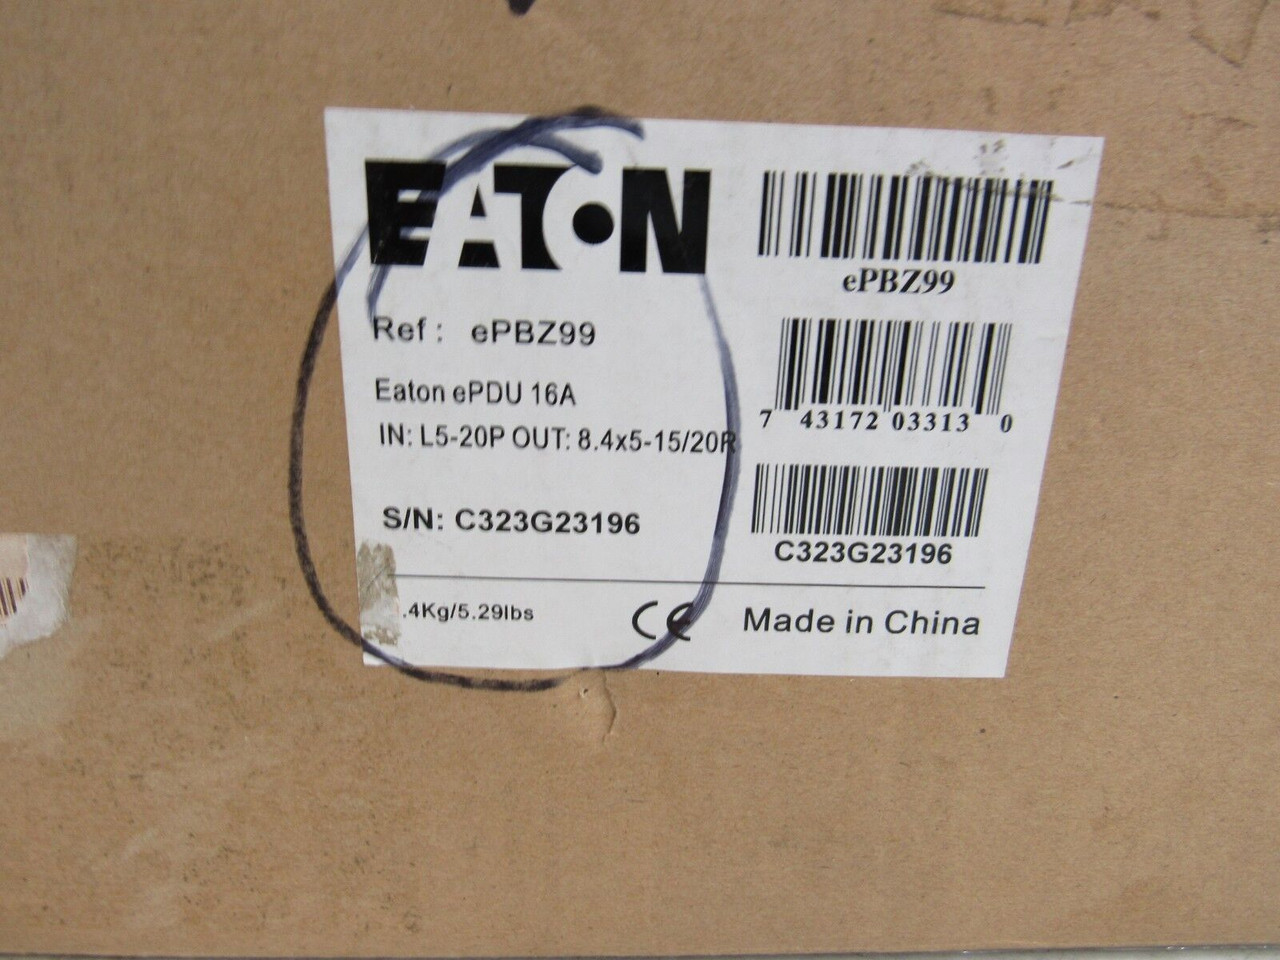 EATON
Ref : ePBZ99
Eaton ePDU 16A
IN: L5-20P OUT: 8.4x5-15/20R
S/N: C323G23196
.4Kg/5.29lbs
CE
Made in China
ePBZ99
7 43172 03313 0
C323G23196